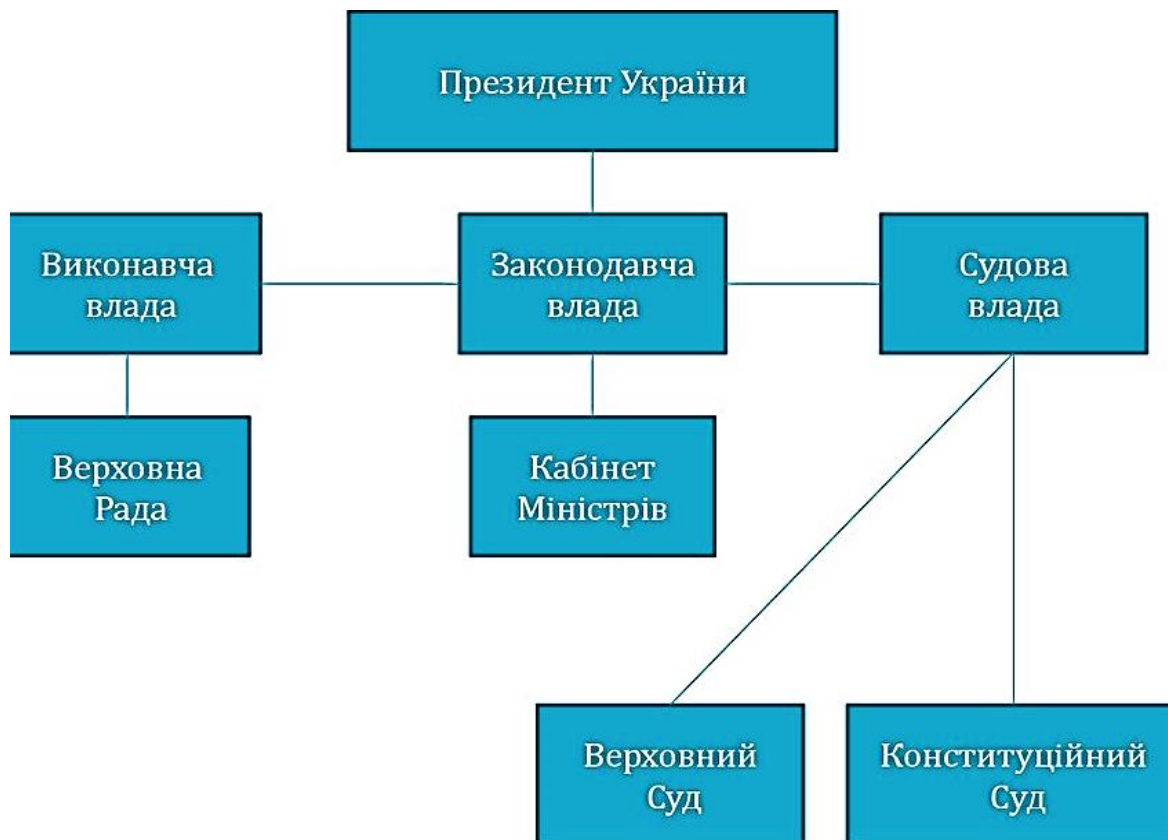 Президент України
Виконавча
влада
Законодавча
влада
Судова
влада
Верховна
Рада
Кабінет
Міністрів
Верховний
Суд
Конституційний
Суд